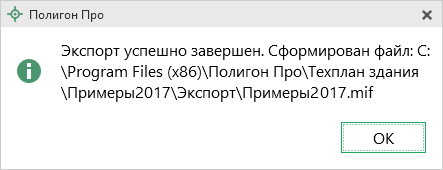 Полигон Про
Экспорт успешно завершен. Сформирован файл: C:
\Program Files (x86)\Полигон Про\Техплан здания
\Примеры2017\Экспорт\Примеры2017.mif
OK